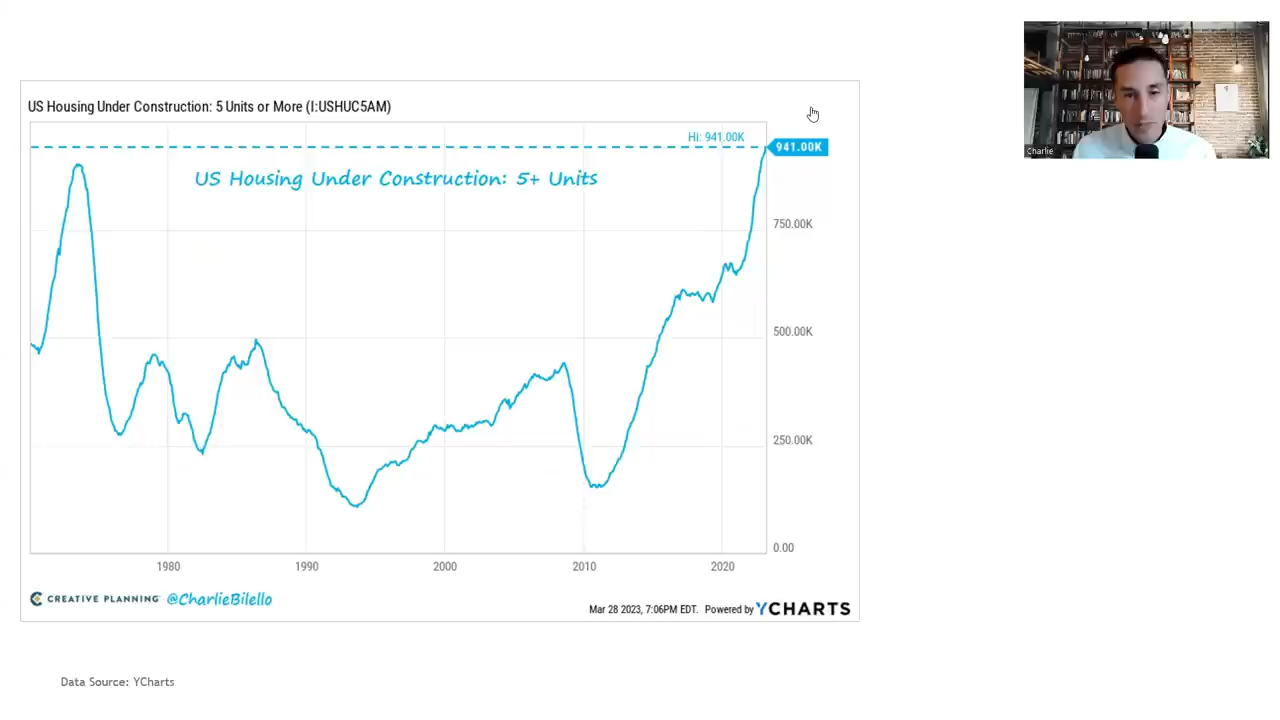 US Housing Under Construction: 5 Units or More (I:USHUC5AM)
Hi: 941.00K
941.00K
US Housing Under Construction: 5+ Units
750.00K
500.00K
250.00K
0.00
1980 1990 2000 2010 2020
CREATIVE PLANNING @CharlieBilello
Mar 28 2023, 7:06PM EDT. Powered by YCHARTS
Data Source: YCharts
Charlie